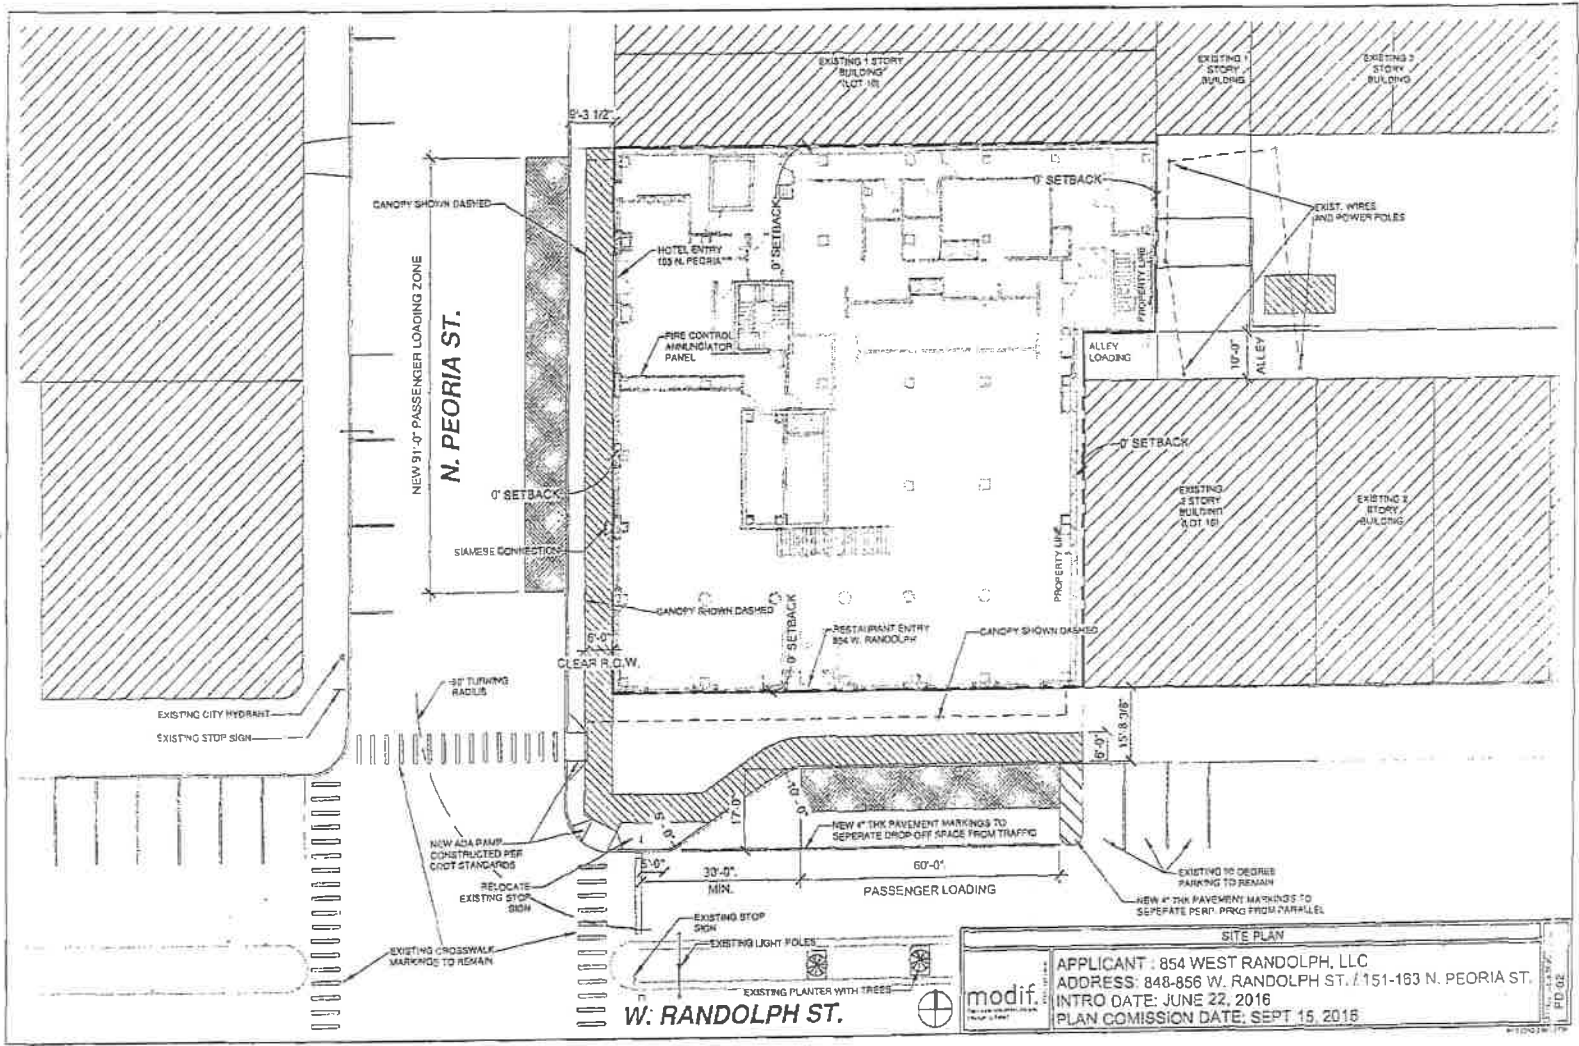 EXISTING 1 STORY
BUILDING
(LOT 10)
EXISTING 1
STORY
BUILDING
EXISTING
STORY
BUILDING
9'-3 1/2"
CANOPY SHOWN DASHED
0' SETBACK
0' SETBACK
EXIST. WIRES
AND POWER POLES
HOTEL ENTRY
N. PEORIA
PROPERTY LINE
NEW 91'-0" PASSENGER LOADING ZONE
N. PEORIA ST.
FIRE CONTROL
ANNUNCIATOR
PANEL
ALLEY
LOADING
10'-0"
ALLEY
0' SETBACK
0' SETBACK
EXISTING
STORY
BUILDING
EXISTING 2
STORY
BUILDING
SIAMESE CONNECTION
PROPERTY LINE
CANOPY SHOWN DASHED
0' SETBACK
RESTAURANT ENTRY
854 W. RANDOLPH
CANOPY SHOWN DASHED
6'-0"
CLEAR R.O.W.
TURNING
RADIUS
EXISTING CITY HYDRANT
EXISTING STOP SIGN
6'-0"
15'-8 3/8"
17'-0"
NEW 4" THK PAVEMENT MARKINGS TO
SEPERATE DROP OFF SPACE FROM TRAFFIC
NEW ADA RAMP
CONSTRUCTED PER
CDOT STANDARDS
RELOCATE
EXISTING STOP
SIGN
5'-0"
30'-0"
MIN.
60'-0"
PASSENGER LOADING
EXISTING 90 DEGREE
PARKING TO REMAIN
NEW 4" THK PAVEMENT MARKINGS TO
SEPERATE PERP. PRKG FROM PARALLEL
EXISTING CROSSWALK
MARKINGS TO REMAIN
EXISTING STOP
SIGN
EXISTING LIGHT POLES
EXISTING PLANTER WITH TREES
W. RANDOLPH ST.
SITE PLAN
modif.
APPLICANT : 854 WEST RANDOLPH, LLC
ADDRESS: 848-856 W. RANDOLPH ST. / 151-163 N. PEORIA ST.
INTRO DATE: JUNE 22, 2016
PLAN COMISSION DATE: SEPT 15, 2016
PD-02